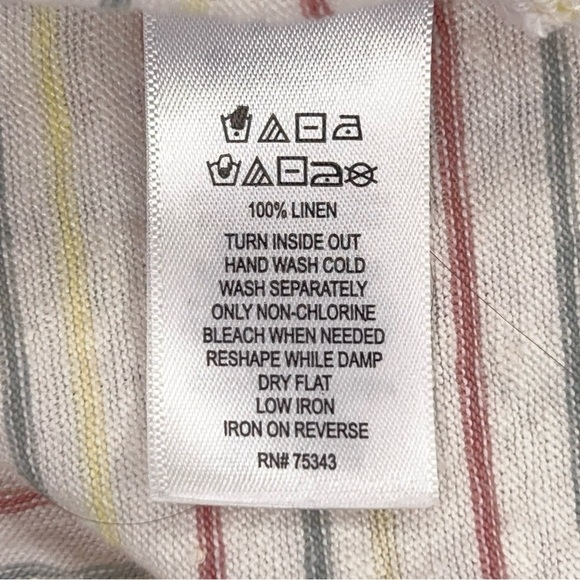 100% LINEN
TURN INSIDE OUT
HAND WASH COLD
WASH SEPARATELY
ONLY NON-CHLORINE
BLEACH WHEN NEEDED
RESHAPE WHILE DAMP
DRY FLAT
LOW IRON
IRON ON REVERSE
RN# 75343